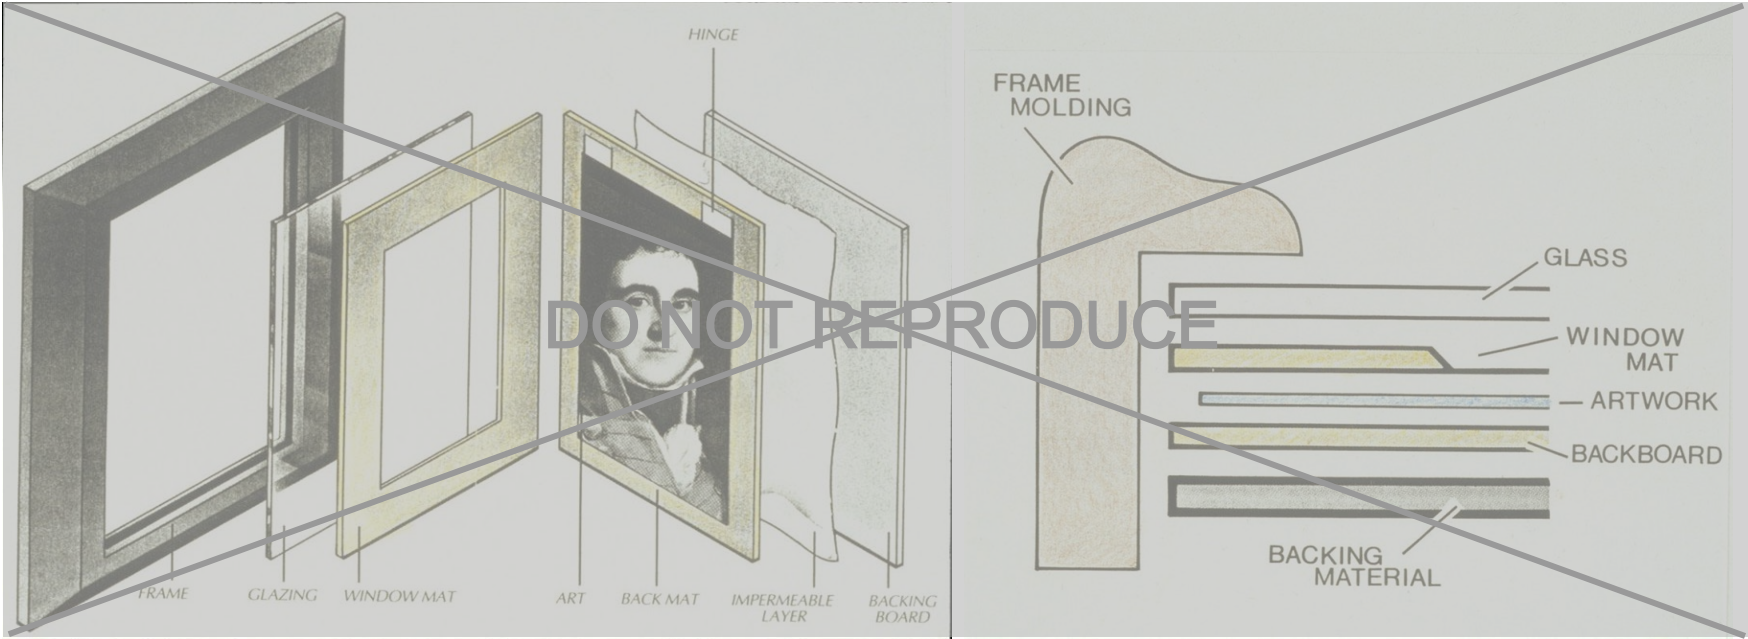 HINGE
FRAME
GLAZING
WINDOW MAT
ART
BACK MAT
IMPERMEABLE
LAYER
BACKING
BOARD
DO NOT REPRODUCE
FRAME
MOLDING
GLASS
WINDOW
MAT
ARTWORK
BACKBOARD
BACKING
MATERIAL